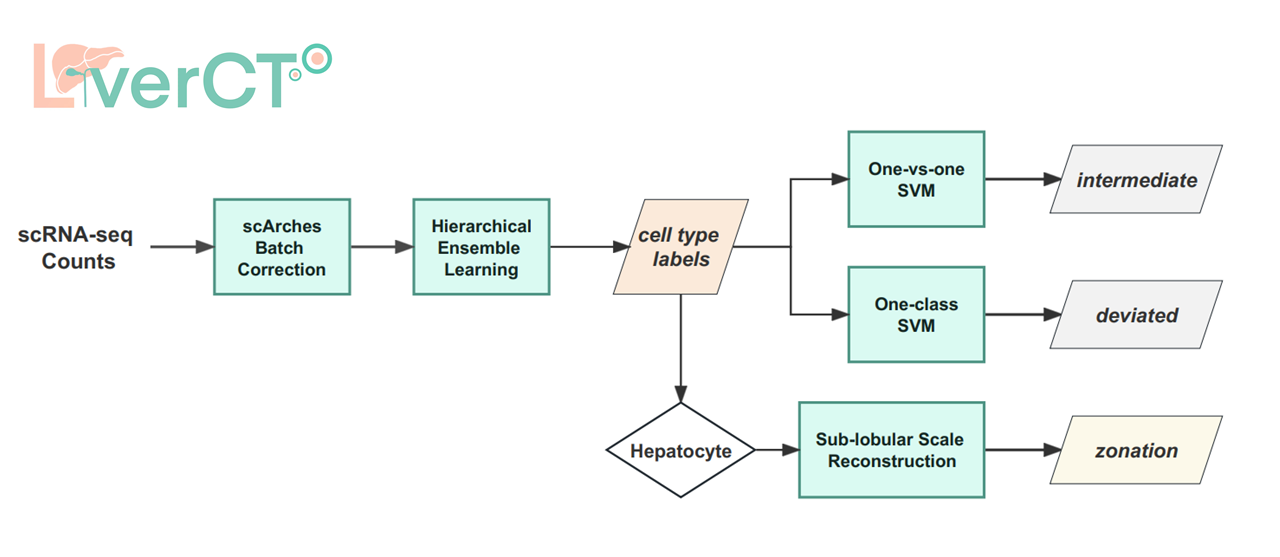 LiverCT
scRNA-seq
Counts
scArches
Batch
Correction
Hierarchical
Ensemble
Learning
cell type
labels
One-vs-one
SVM
intermediate
One-class
SVM
deviated
Hepatocyte
Sub-lobular Scale
Reconstruction
zonation